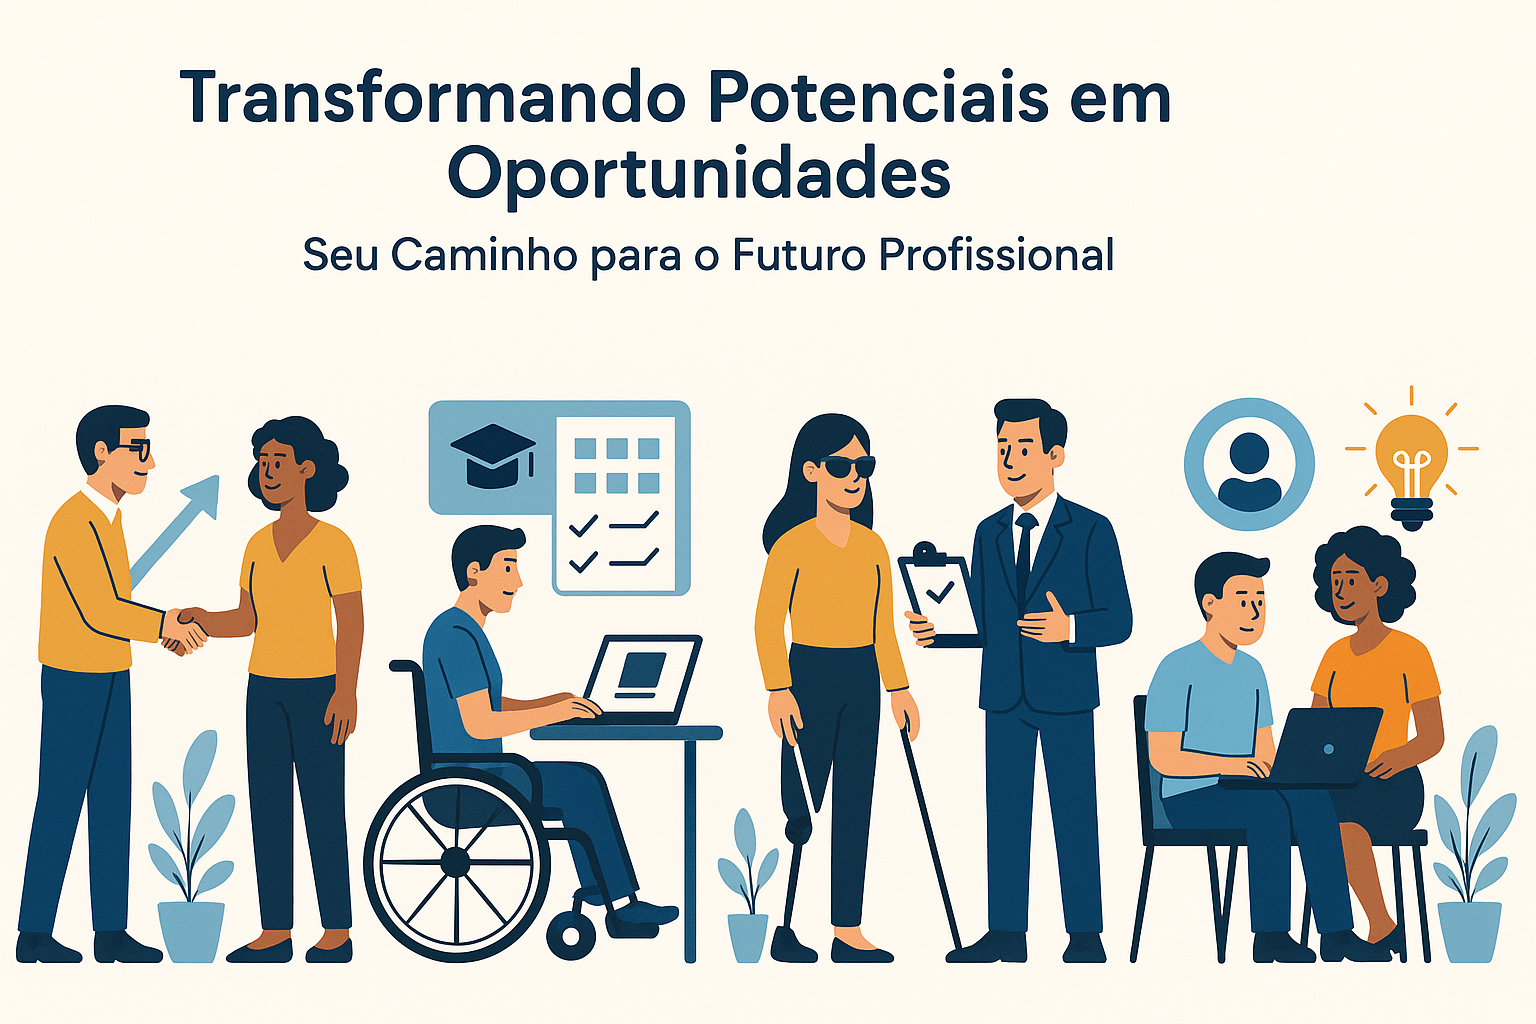 Transformando Potenciais em
Oportunidades
Seu Caminho para o Futuro Profissional